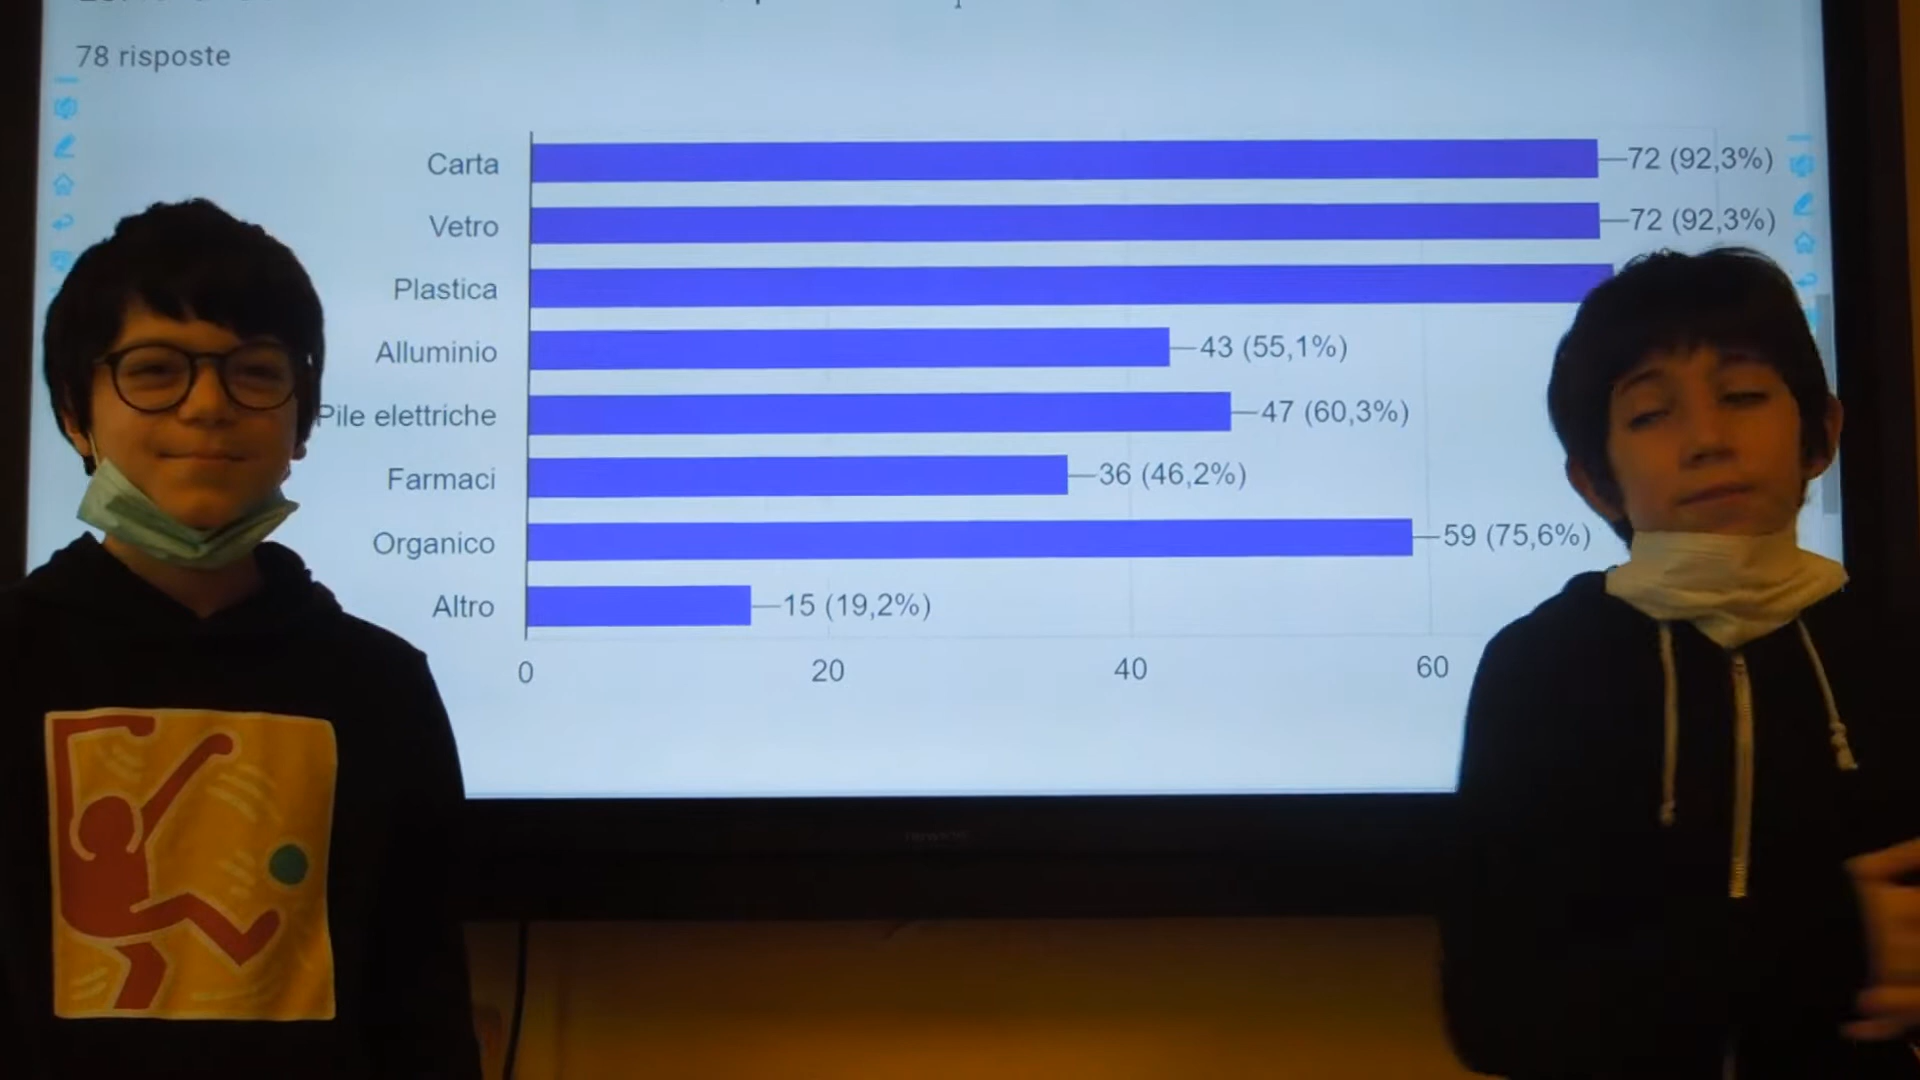 78 risposte
Carta 72 (92,3%)
Vetro 72 (92,3%)
Plastica
Alluminio 43 (55,1%)
Pile elettriche 47 (60,3%)
Farmaci 36 (46,2%)
Organico 59 (75,6%)
Altro 15 (19,2%)
0 20 40 60